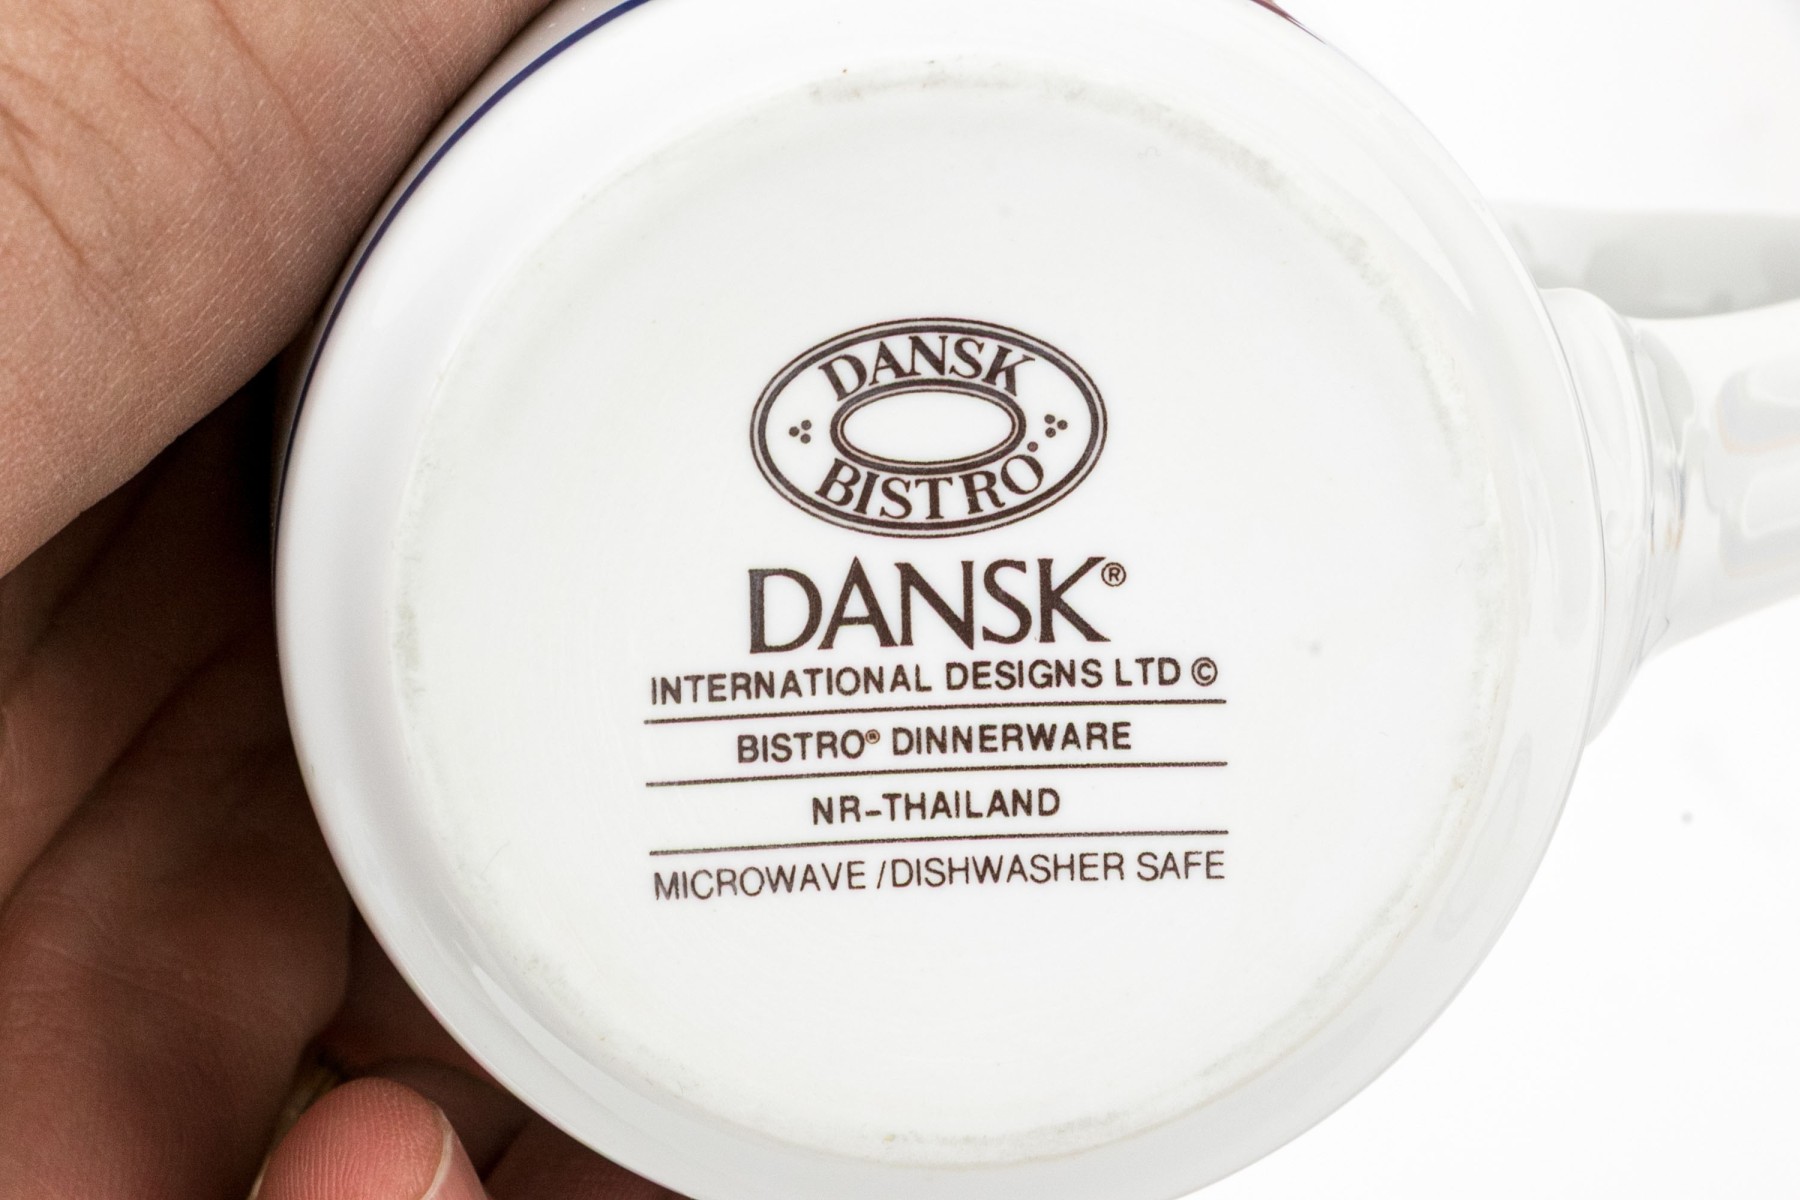 DANSK
BISTRO®
DANSK®
INTERNATIONAL DESIGNS LTD ©
BISTRO® DINNERWARE
NR-THAILAND
MICROWAVE/DISHWASHER SAFE